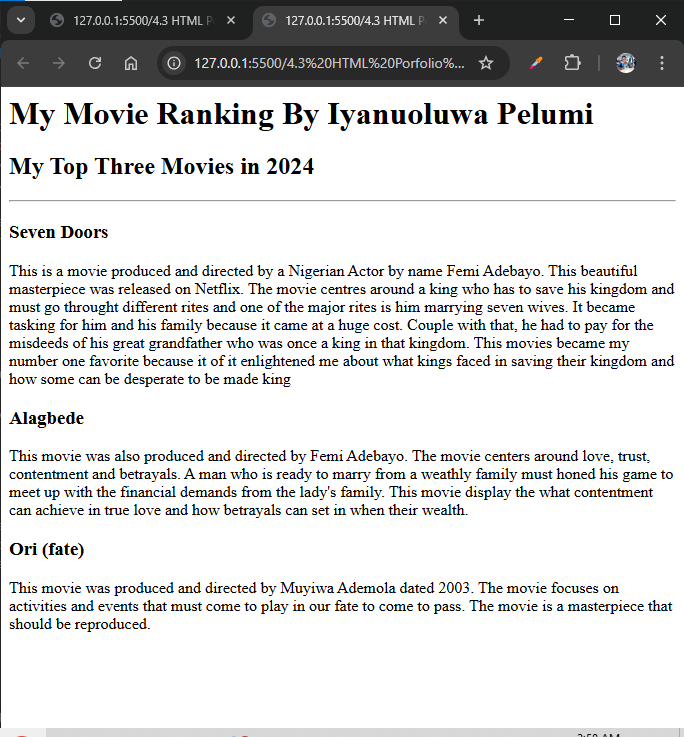 127.0.0.1:5500/4.3 HTML P
127.0.0.1:5500/4.3 HTML P
127.0.0.1:5500/4.3%20HTML%20Porfolio%...
My Movie Ranking By Iyanuoluwa Pelumi
My Top Three Movies in 2024
Seven Doors
This is a movie produced and directed by a Nigerian Actor by name Femi Adebayo. This beautiful
masterpiece was released on Netflix. The movie centres around a king who has to save his kingdom and
must go throught different rites and one of the major rites is him marrying seven wives. It became
tasking for him and his family because it came at a huge cost. Couple with that, he had to pay for the
misdeeds of his great grandfather who was once a king in that kingdom. This movies became my
number one favorite because it of it enlightened me about what kings faced in saving their kingdom and
how some can be desperate to be made king
Alagbede
This movie was also produced and directed by Femi Adebayo. The movie centers around love, trust,
contentment and betrayals. A man who is ready to marry from a weathly family must honed his game to
meet up with the financial demands from the lady's family. This movie display the what contentment
can achieve in true love and how betrayals can set in when their wealth.
Ori (fate)
This movie was produced and directed by Muyiwa Ademola dated 2003. The movie focuses on
activities and events that must come to play in our fate to come to pass. The movie is a masterpiece that
should be reproduced.